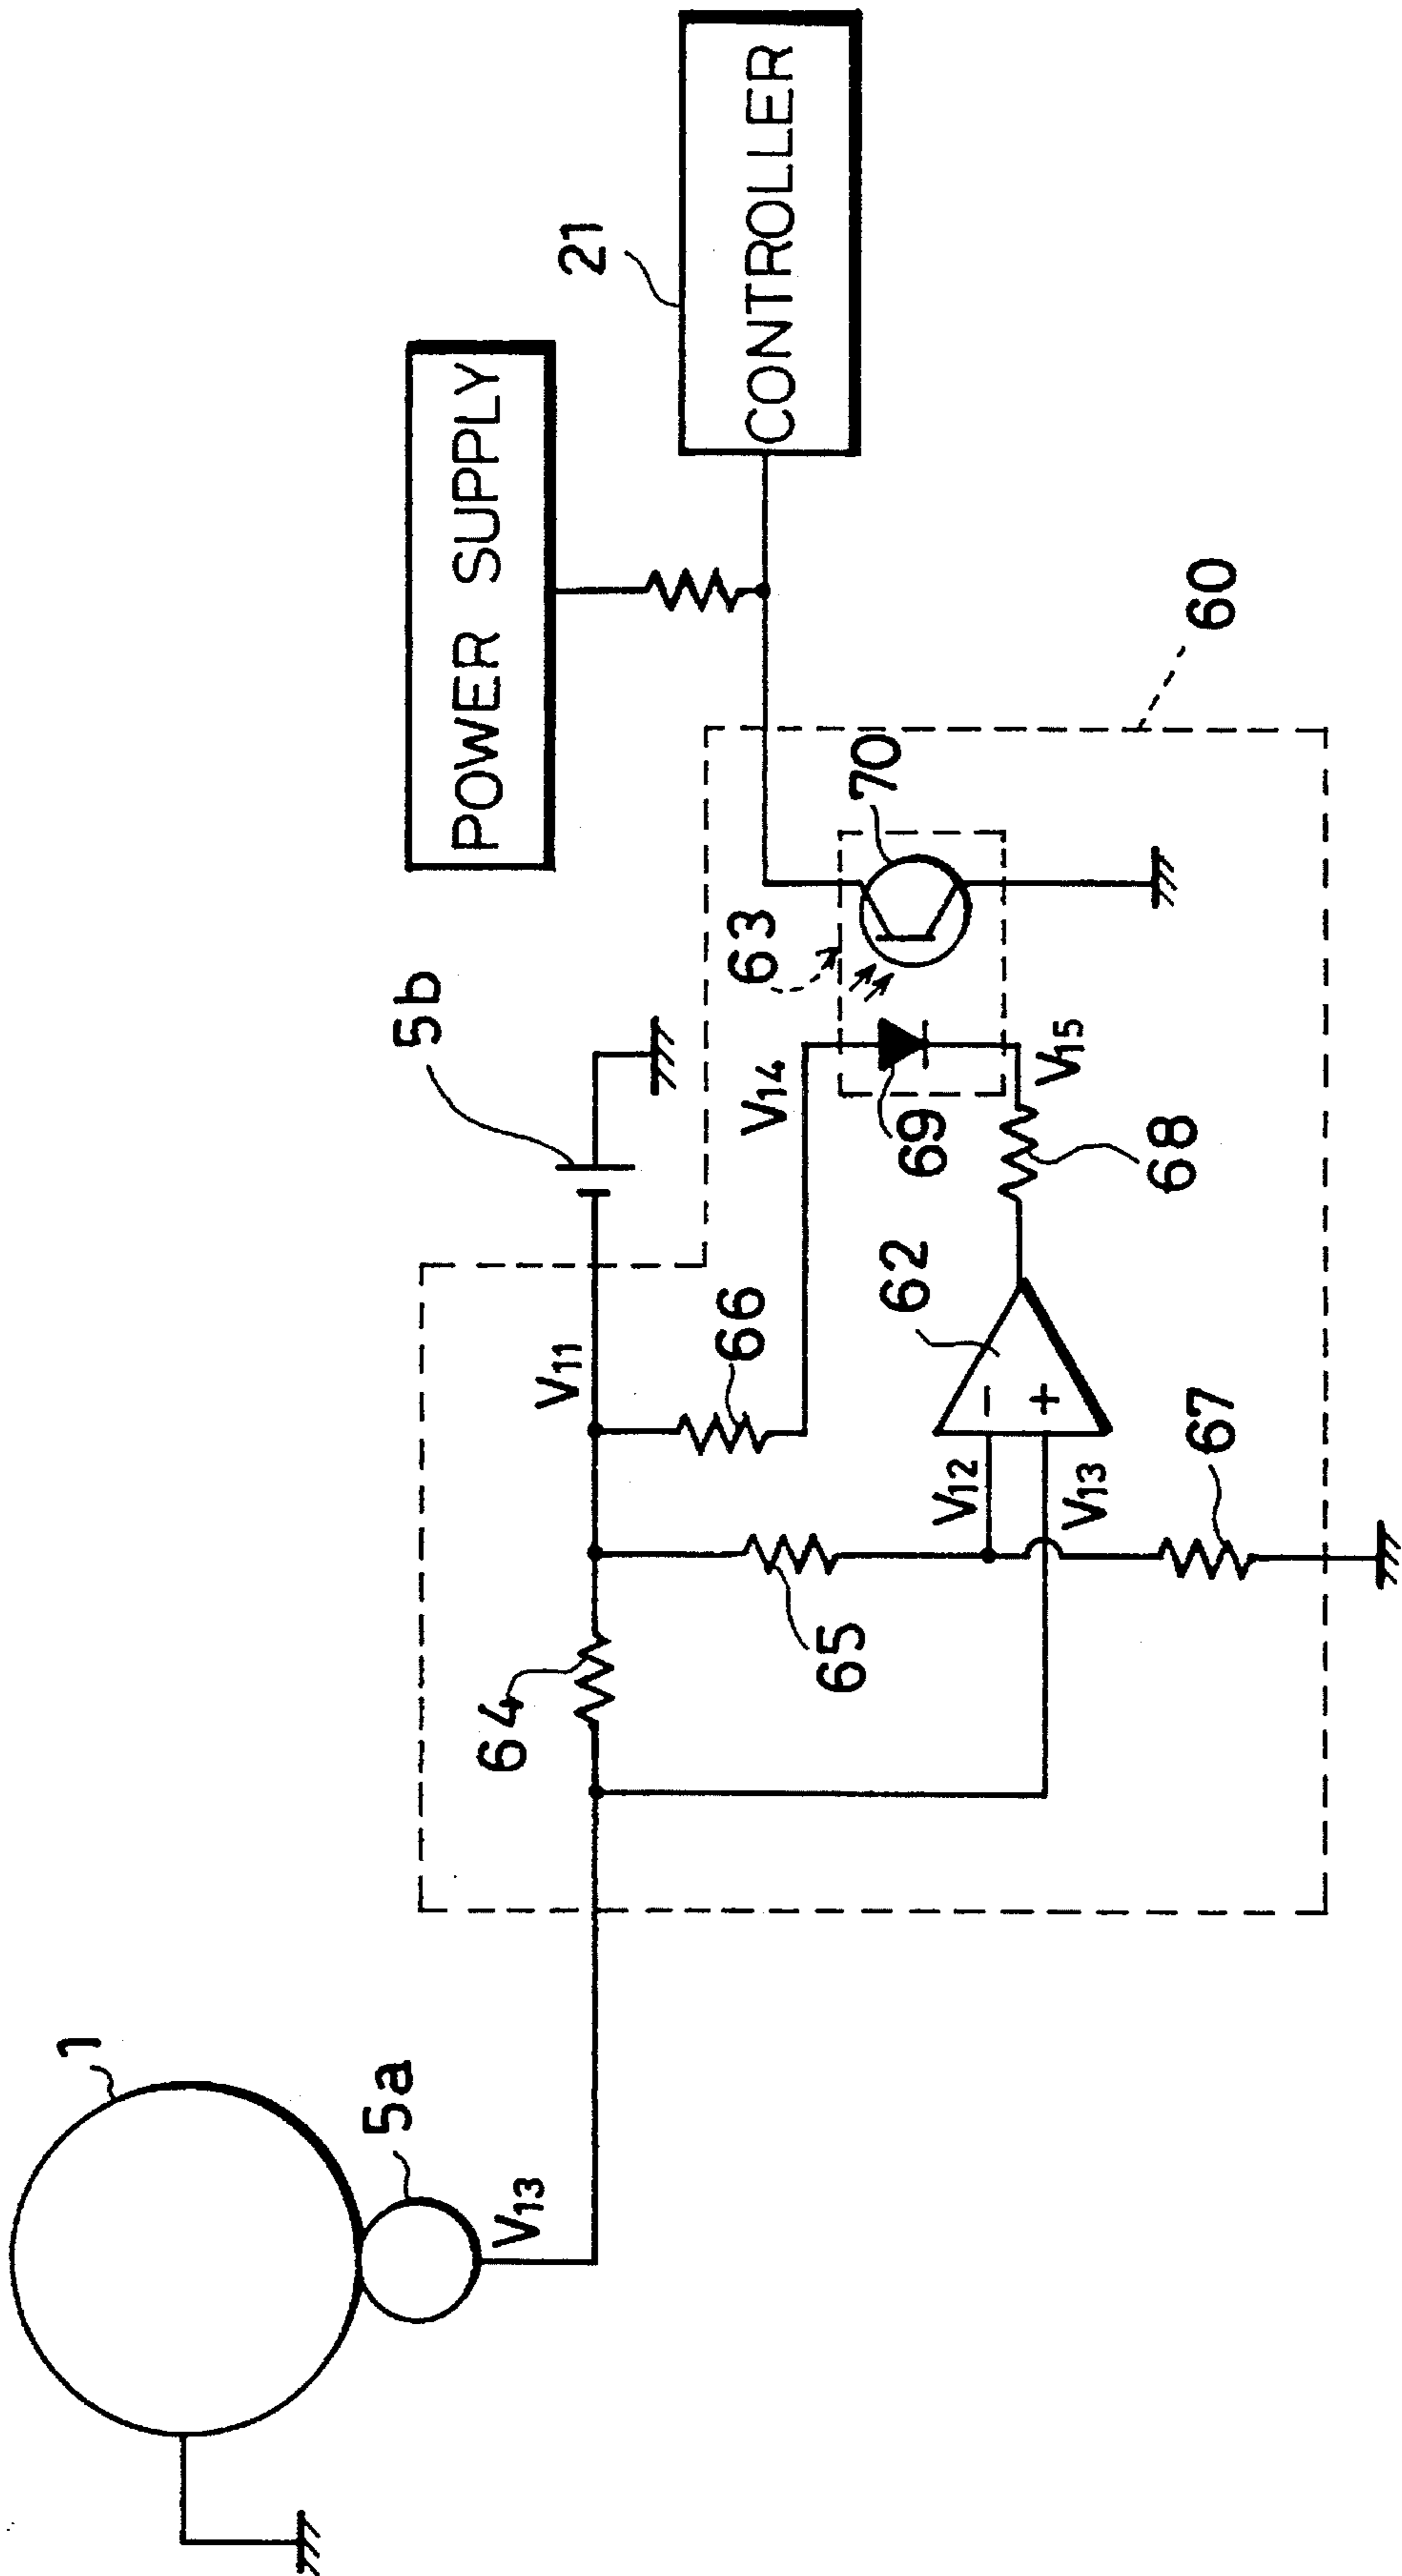 1
5a
V13
64
65
66
V11
5b
V12
V13
67
62
68
V14
V15
69
63
70
60
POWER SUPPLY
21
CONTROLLER
−
+